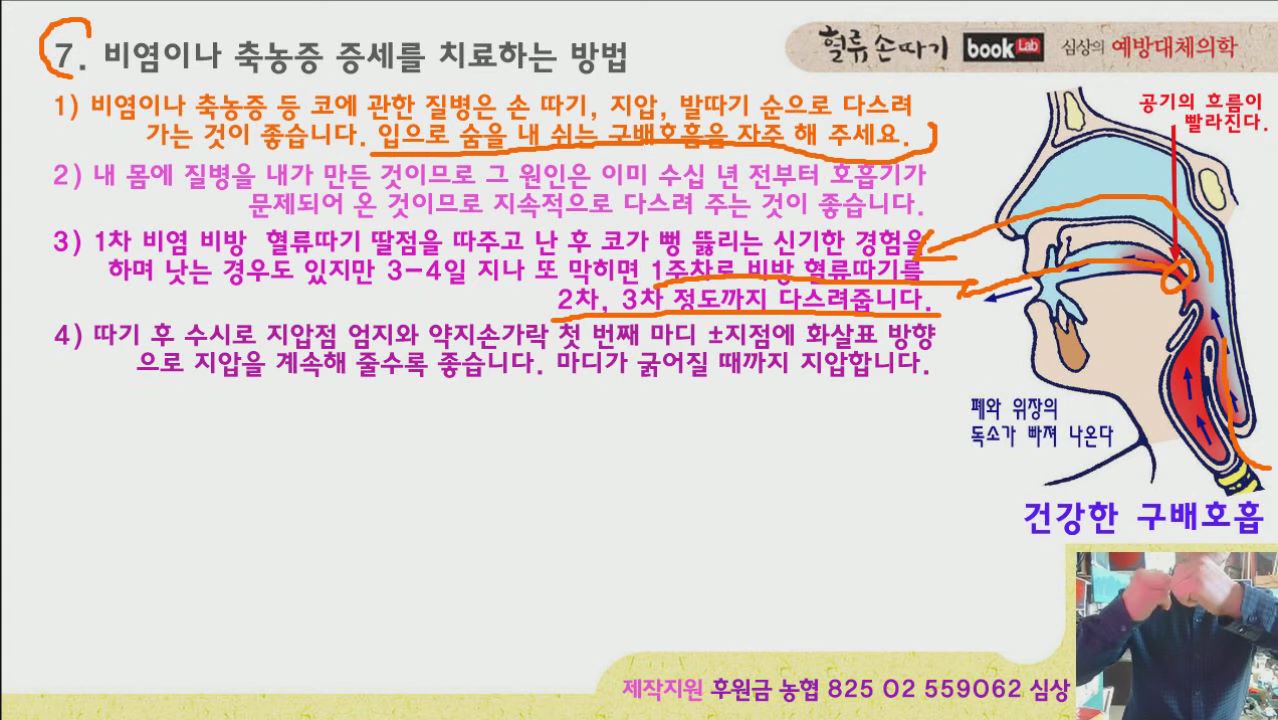 7. 비염이나 축농증 증세를 치료하는 방법
혈류 손따기 book Lab 심상의 예방대체의학
1) 비염이나 축농증 등 코에 관한 질병은 손 따기, 지압, 발따기 순으로 다스려
가는 것이 좋습니다. 입으로 숨을 내 쉬는 구배호흡을 자주 해 주세요.
2) 내 몸에 질병을 내가 만든 것이므로 그 원인은 이미 수십 년 전부터 호흡기가
문제되어 온 것이므로 지속적으로 다스려 주는 것이 좋습니다.
3) 1차 비염 비방 혈류따기 딸점을 따주고 난 후 코가 뻥 뚫리는 신기한 경험을
하며 낫는 경우도 있지만 3-4일 지나 또 막히면 1주차로 비방 혈류따기를
2차, 3차 정도까지 다스려줍니다.
4) 따기 후 수시로 지압점 엄지와 약지손가락 첫 번째 마디 ±지점에 화살표 방향
으로 지압을 계속해 줄수록 좋습니다. 마디가 굵어질 때까지 지압합니다.
공기의 흐름이
빨라진다.
폐와 위장의
독소가 빠져 나온다
건강한 구배호흡
제작지원 후원금 농협 825 02 559062 심상